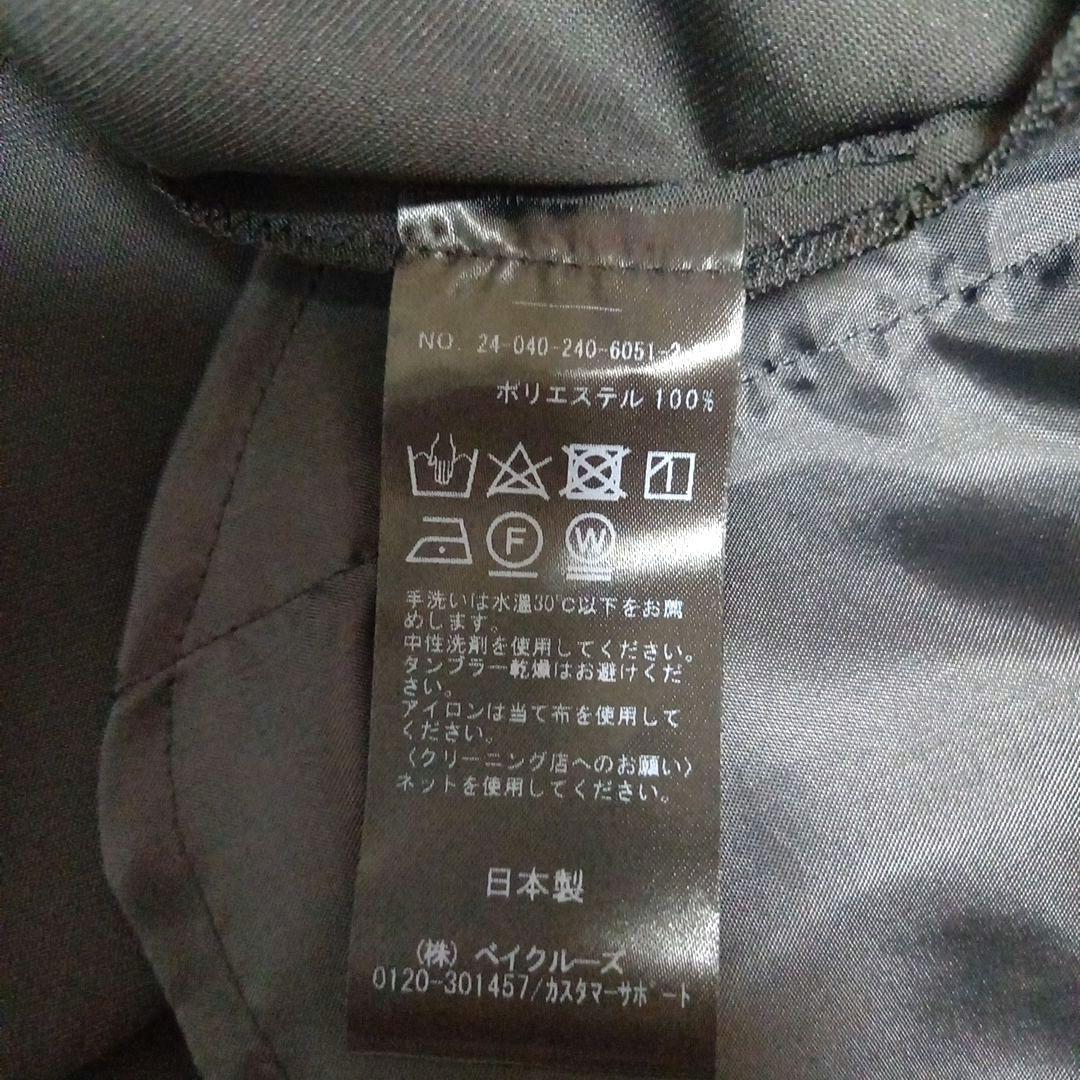 NO. 24-040-240-6051-
ポリエステル 100%
F W
手洗いは水温30℃以下をお薦
めします。
中性洗剤を使用してください。
タンブラー乾燥はお避けくだ
さい。
アイロンは当て布を使用して
ください。
〈クリーニング店へのお願い〉
ネットを使用してください。
日本製
(株) ベイクルーズ
0120-301457/カスタマーサポート